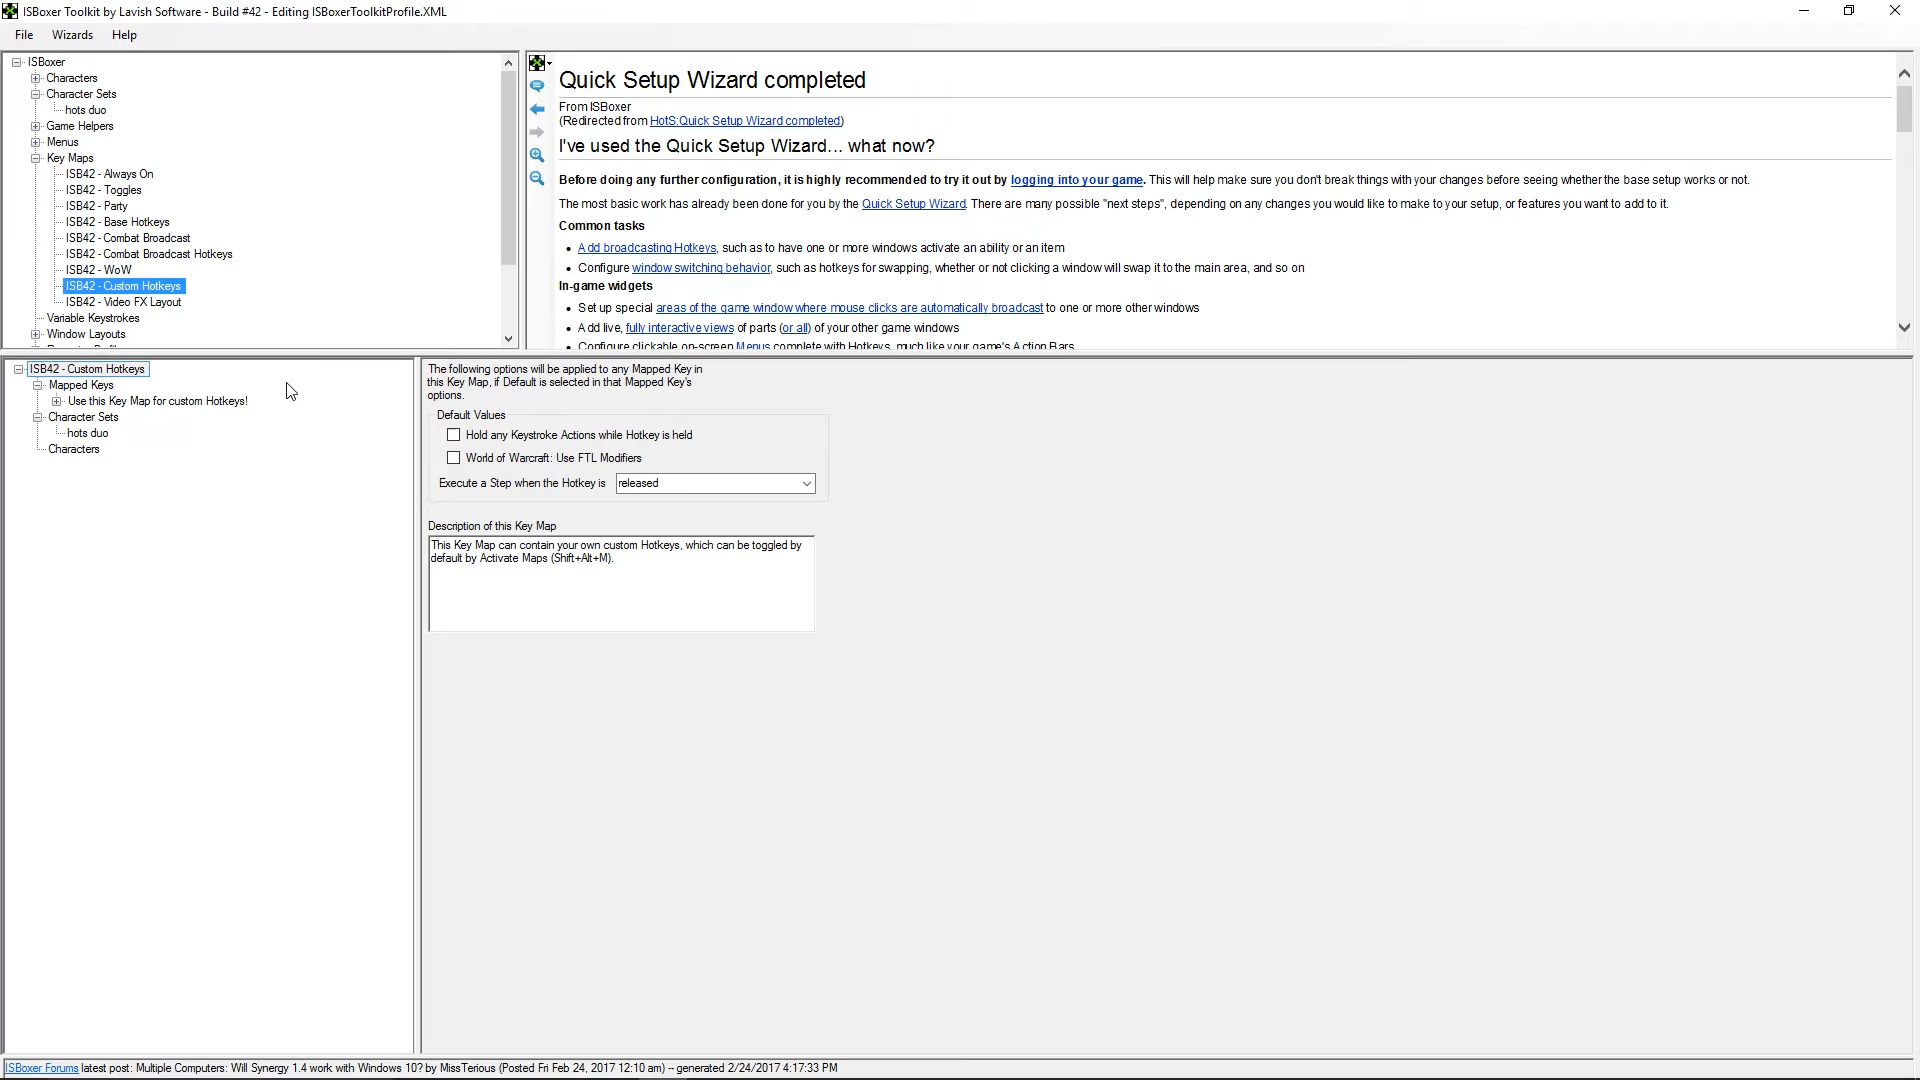 ISBoxer Toolkit by Lavish Software - Build #42 - Editing ISBoxerToolkitProfile.XML
File Wizards Help
ISBoxer
Characters
Character Sets
hots duo
Game Helpers
Menus
Key Maps
ISB42 - Always On
ISB42 - Toggles
ISB42 - Party
ISB42 - Base Hotkeys
ISB42 - Combat Broadcast
ISB42 - Combat Broadcast Hotkeys
ISB42 - WoW
ISB42 - Custom Hotkeys
ISB42 - Video FX Layout
Variable Keystrokes
Window Layouts
Quick Setup Wizard completed
From ISBoxer
(Redirected from HotS:Quick Setup Wizard completed)
I've used the Quick Setup Wizard... what now?
Before doing any further configuration, it is highly recommended to try it out by logging into your game. This will help make sure you don't break things with your changes before seeing whether the base setup works or not.
The most basic work has already been done for you by the Quick Setup Wizard. There are many possible "next steps", depending on any changes you would like to make to your setup, or features you want to add to it.
Common tasks
Add broadcasting Hotkeys, such as to have one or more windows activate an ability or an item
Configure window switching behavior, such as hotkeys for swapping, whether or not clicking a window will swap it to the main area, and so on
In-game widgets
Set up special areas of the game window where mouse clicks are automatically broadcast to one or more other windows
Add live, fully interactive views of parts (or all) of your other game windows
Configure clickable on-screen Menus complete with Hotkeys, much like your game's Action Bars
ISB42 - Custom Hotkeys
Mapped Keys
Use this Key Map for custom Hotkeys!
Character Sets
hots duo
Characters
The following options will be applied to any Mapped Key in
this Key Map, if Default is selected in that Mapped Key's
options.
Default Values
Hold any Keystroke Actions while Hotkey is held
World of Warcraft: Use FTL Modifiers
Execute a Step when the Hotkey is released
Description of this Key Map
This Key Map can contain your own custom Hotkeys, which can be toggled by
default by Activate Maps (Shift+Alt+M).
ISBoxer Forums latest post: Multiple Computers: Will Synergy 1.4 work with Windows 10? by MissTerious (Posted Fri Feb 24, 2017 12:10 am) -- generated 2/24/2017 4:17:33 PM